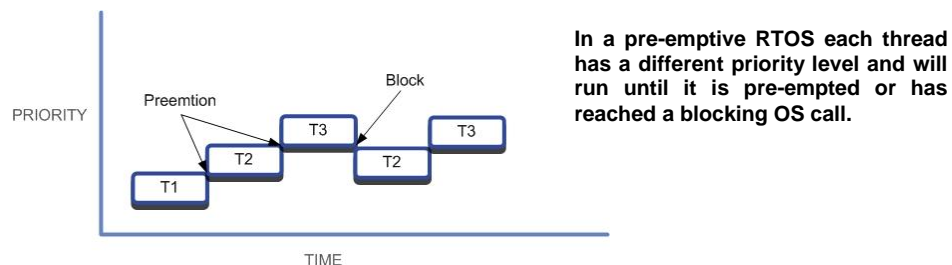 In a pre-emptive RTOS each thread
has a different priority level and will
run until it is pre-empted or has
reached a blocking OS call.
Block
Preemtion
PRIORITY
T3
T3
T2
T2
T1
TIME